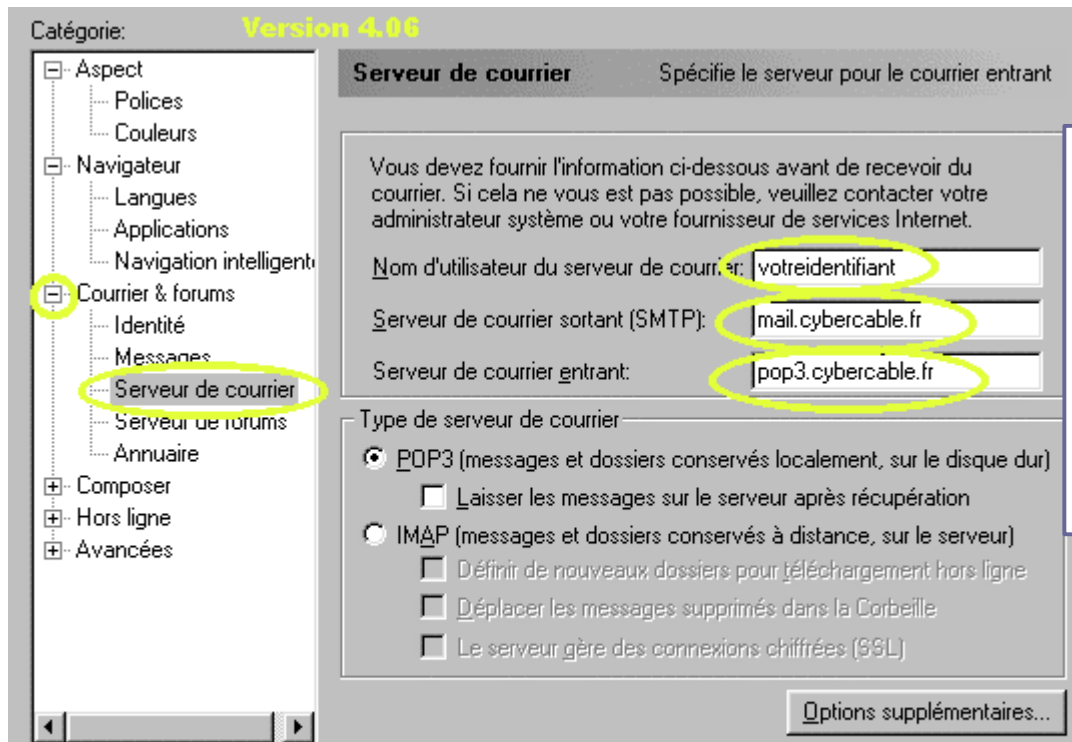 Catégorie:
Version 4.06
Aspect
Polices
Couleurs
Navigateur
Langues
Applications
Navigation intelligent
Courrier & forums
Identité
Messages
Serveur de courrier
Serveur de forums
Annuaire
Composer
Hors ligne
Avancées
Serveur de courrier Spécifie le serveur pour le courrier entrant
Vous devez fournir l'information ci-dessous avant de recevoir du
courrier. Si cela ne vous est pas possible, veuillez contacter votre
administrateur système ou votre fournisseur de services Internet.
Nom d'utilisateur du serveur de courrier: votreidentifiant
Serveur de courrier sortant (SMTP): mail.cybercable.fr
Serveur de courrier entrant: pop3.cybercable.fr
Type de serveur de courrier
POP3 (messages et dossiers conservés localement, sur le disque dur)
Laisser les messages sur le serveur après récupération
IMAP (messages et dossiers conservés à distance, sur le serveur)
Définir de nouveaux dossiers pour téléchargement hors ligne
Déplacer les messages supprimés dans la Corbeille
Le serveur gère des connexions chiffrées (SSL)
Options supplémentaires...